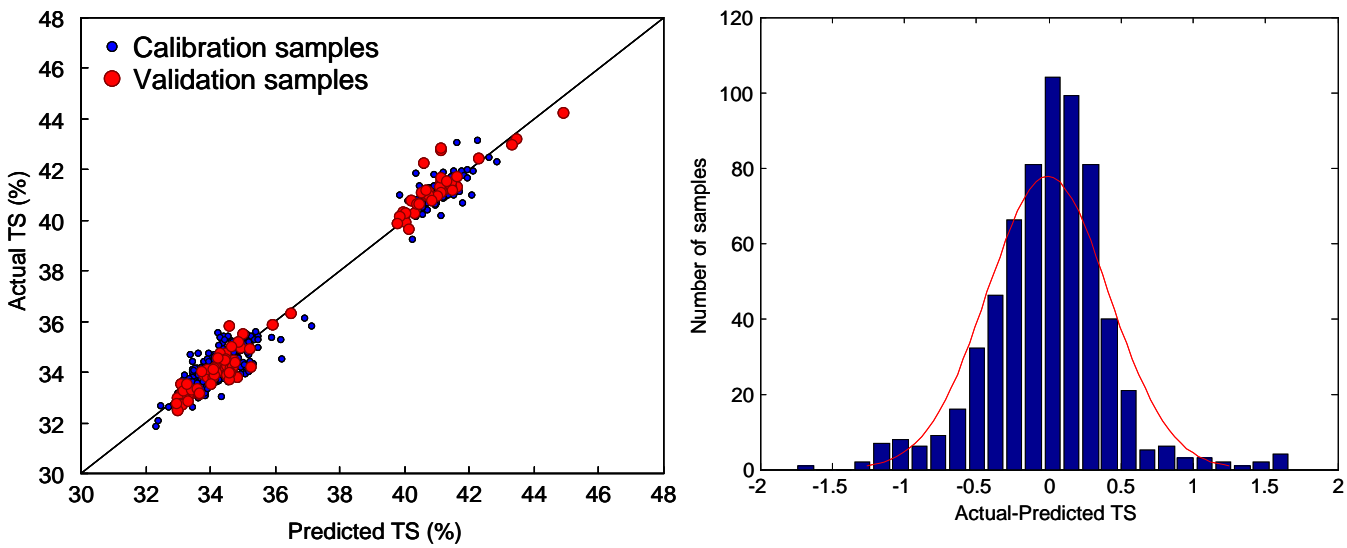 48
46
44
42
40
38
36
34
32
30
Actual TS (%)
Calibration samples
Validation samples
30 32 34 36 38 40 42 44 46 48
Predicted TS (%)
120
100
80
60
40
20
0
Number of samples
-2 -1.5 -1 -0.5 0 0.5 1 1.5 2
Actual-Predicted TS